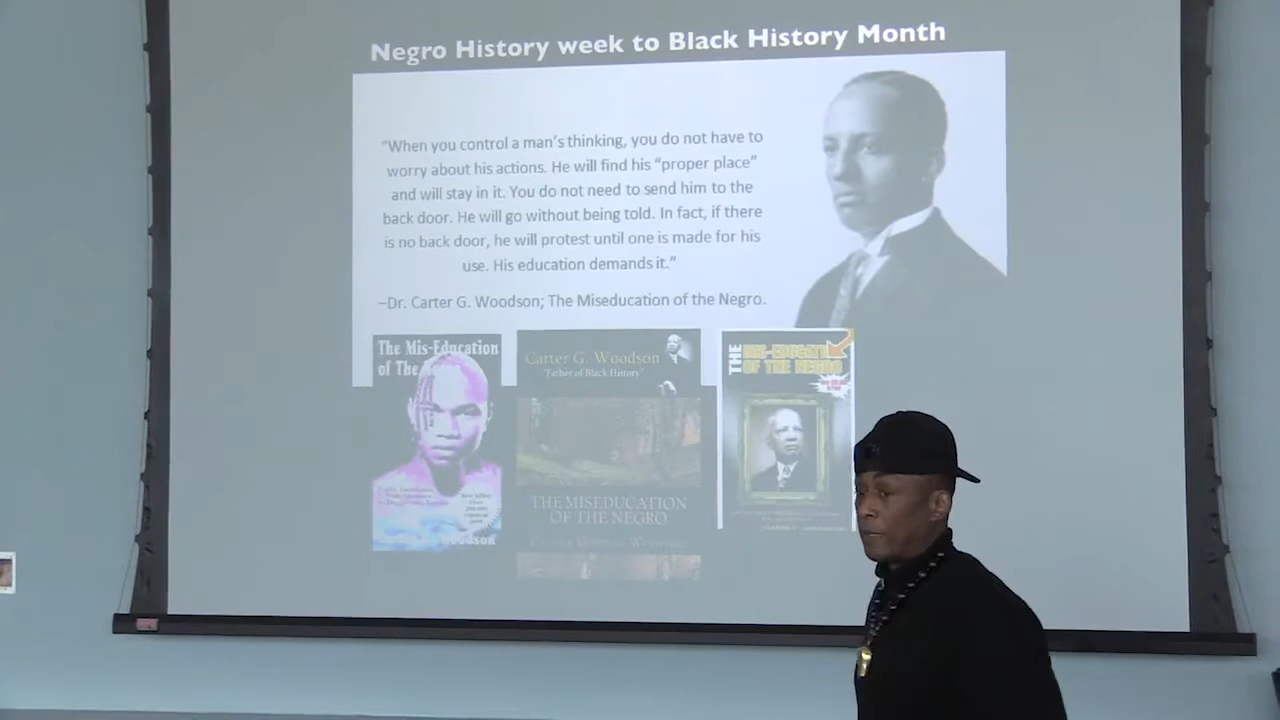 Negro History week to Black History Month
“When you control a man’s thinking, you do not have to
worry about his actions. He will find his “proper place”
and will stay in it. You do not need to send him to the
back door. He will go without being told. In fact, if there
is no back door, he will protest until one is made for his
use. His education demands it.”
–Dr. Carter G. Woodson; The Miseducation of the Negro.
The Mis-Education
of The
Woodson
Carter G. Woodson
"Father of Black History"
THE MISEDUCATION
OF THE NEGRO
THE
MIS-EDUCATION
OF THE NEGRO